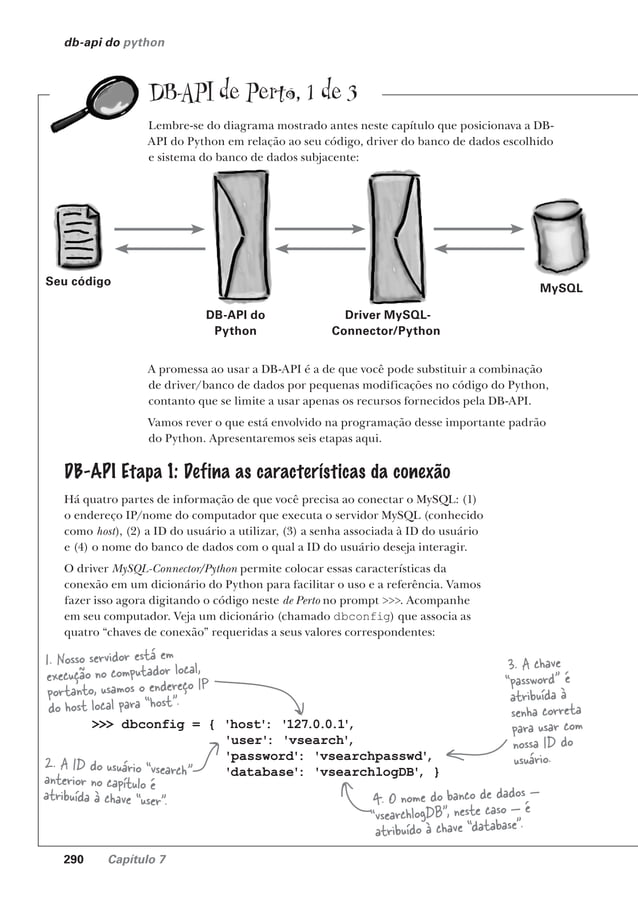 db-api do python
DB-API de Perto, 1 de 3
Lembre-se do diagrama mostrado antes neste capítulo que posicionava a DB-
API do Python em relação ao seu código, driver do banco de dados escolhido
e sistema do banco de dados subjacente:
Seu código
DB-API do
Python
Driver MySQL-
Connector/Python
MySQL
A promessa ao usar a DB-API é a de que você pode substituir a combinação
de driver/banco de dados por pequenas modificações no código do Python,
contanto que se limite a usar apenas os recursos fornecidos pela DB-API.
Vamos rever o que está envolvido na programação desse importante padrão
do Python. Apresentaremos seis etapas aqui.
DB-API Etapa 1: Defina as características da conexão
Há quatro partes de informação de que você precisa ao conectar o MySQL: (1)
o endereço IP/nome do computador que executa o servidor MySQL (conhecido
como host), (2) a ID do usuário a utilizar, (3) a senha associada à ID do usuário
e (4) o nome do banco de dados com o qual a ID do usuário deseja interagir.
O driver MySQL-Connector/Python permite colocar essas características da
conexão em um dicionário do Python para facilitar o uso e a referência. Vamos
fazer isso agora digitando o código neste de Perto no prompt >>>. Acompanhe
em seu computador. Veja um dicionário (chamado dbconfig) que associa as
quatro “chaves de conexão” requeridas a seus valores correspondentes:
1. Nosso servidor está em
execução no computador local,
portanto, usamos o endereço IP
do host local para “host”.
>>> dbconfig = { 'host': '127.0.0.1',
'user': 'vsearch',
'password': 'vsearchpasswd',
'database': 'vsearchlogDB', }
2. A ID do usuário “vsearch”
anterior no capítulo é
atribuída à chave “user”.
3. A chave
“password” é
atribuída à
senha correta
para usar com
nossa ID do
usuário.
4. O nome do banco de dados —
“vsearchlogDB”, neste caso — é
atribuído à chave “database”.
290 Capítulo 7